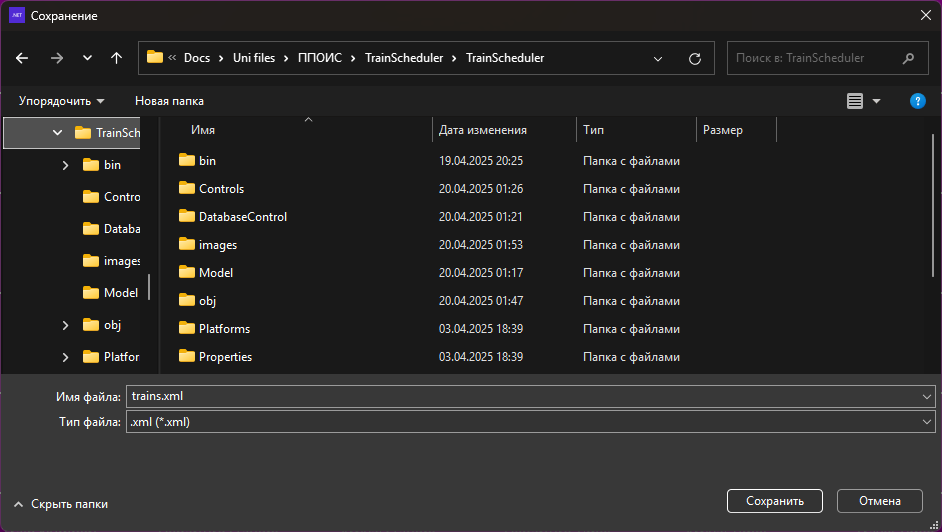 .NET Сохранение
« Docs › Uni files › ППОИС › TrainScheduler › TrainScheduler
Поиск в: TrainScheduler
Упорядочить Новая папка ?
TrainSch
bin
Contro
Databa
images
Model
obj
Platfor
Имя Дата изменения Тип Размер
bin 19.04.2025 20:25 Папка с файлами
Controls 20.04.2025 01:26 Папка с файлами
DatabaseControl 20.04.2025 01:21 Папка с файлами
images 20.04.2025 01:53 Папка с файлами
Model 20.04.2025 01:17 Папка с файлами
obj 20.04.2025 01:47 Папка с файлами
Platforms 03.04.2025 18:39 Папка с файлами
Properties 03.04.2025 18:39 Папка с файлами
Имя файла: trains.xml
Тип файла: .xml (*.xml)
Скрыть папки
Сохранить Отмена